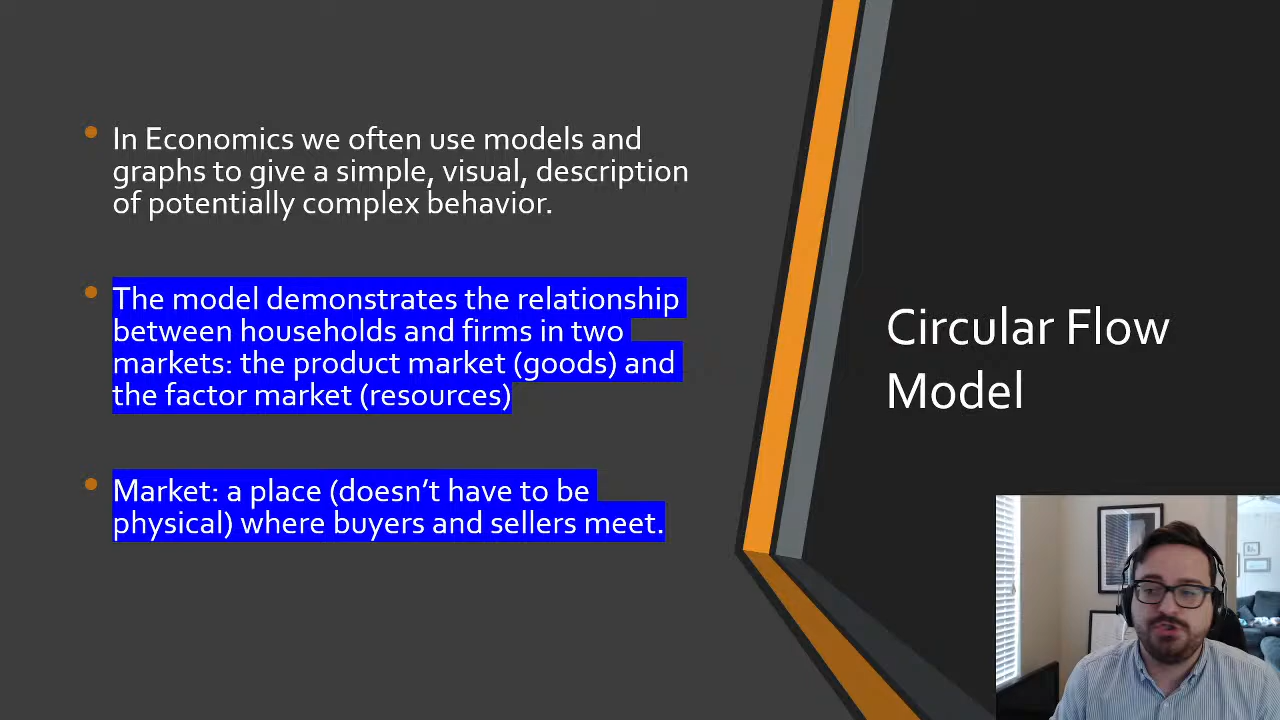 In Economics we often use models and
graphs to give a simple, visual, description
of potentially complex behavior.
The model demonstrates the relationship
between households and firms in two
markets: the product market (goods) and
the factor market (resources)
Market: a place (doesn’t have to be
physical) where buyers and sellers meet.
Circular Flow
Model